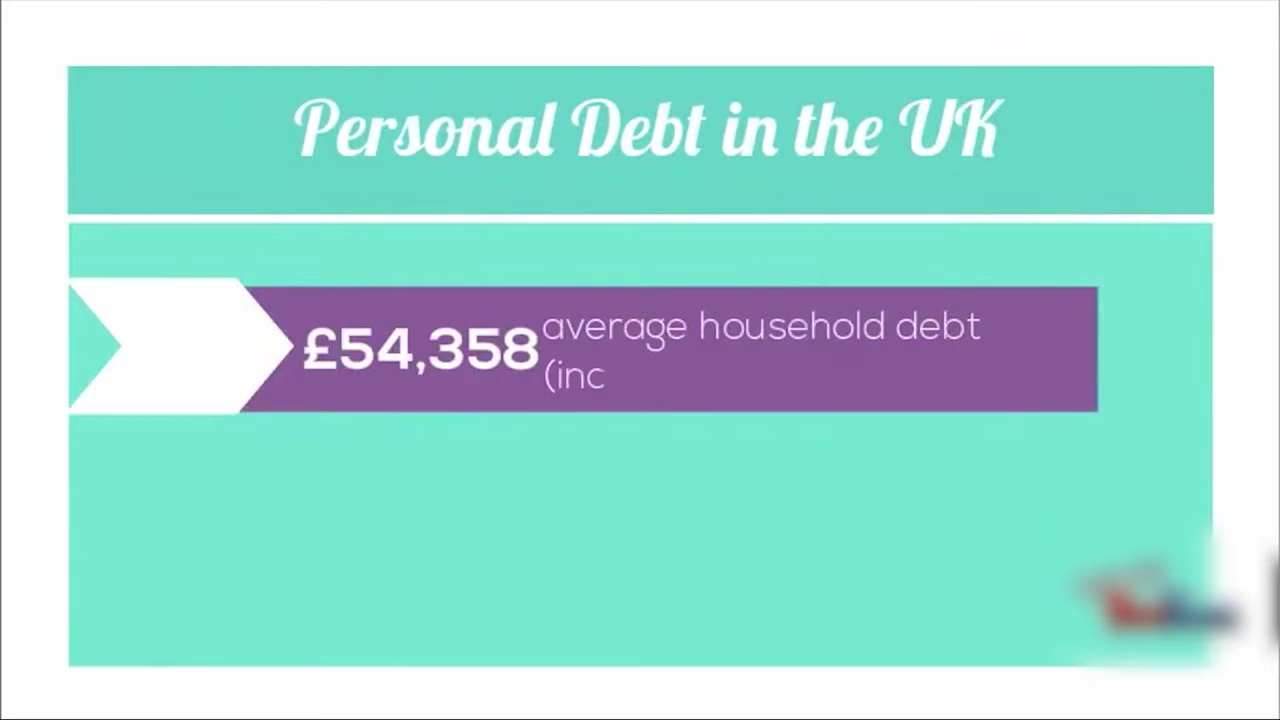 Personal Debt in the UK
£54,358 average household debt
(inc